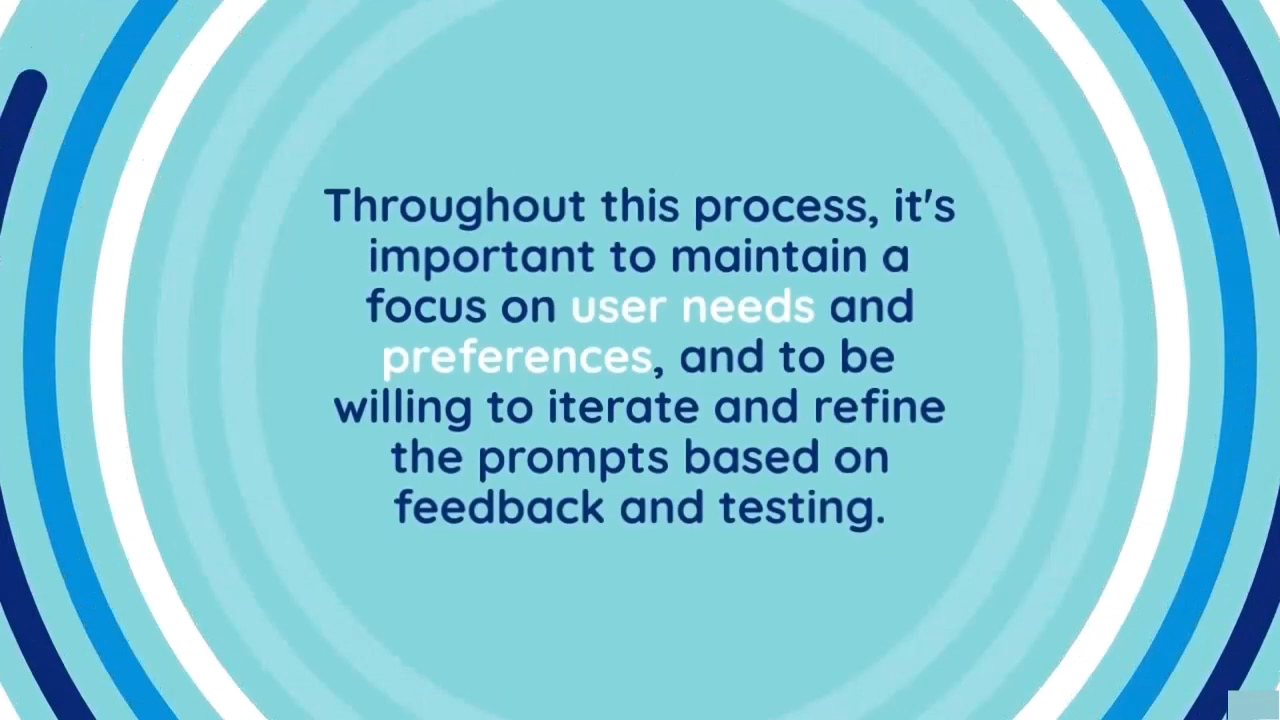 Throughout this process, it's
important to maintain a
focus on user needs and
preferences, and to be
willing to iterate and refine
the prompts based on
feedback and testing.